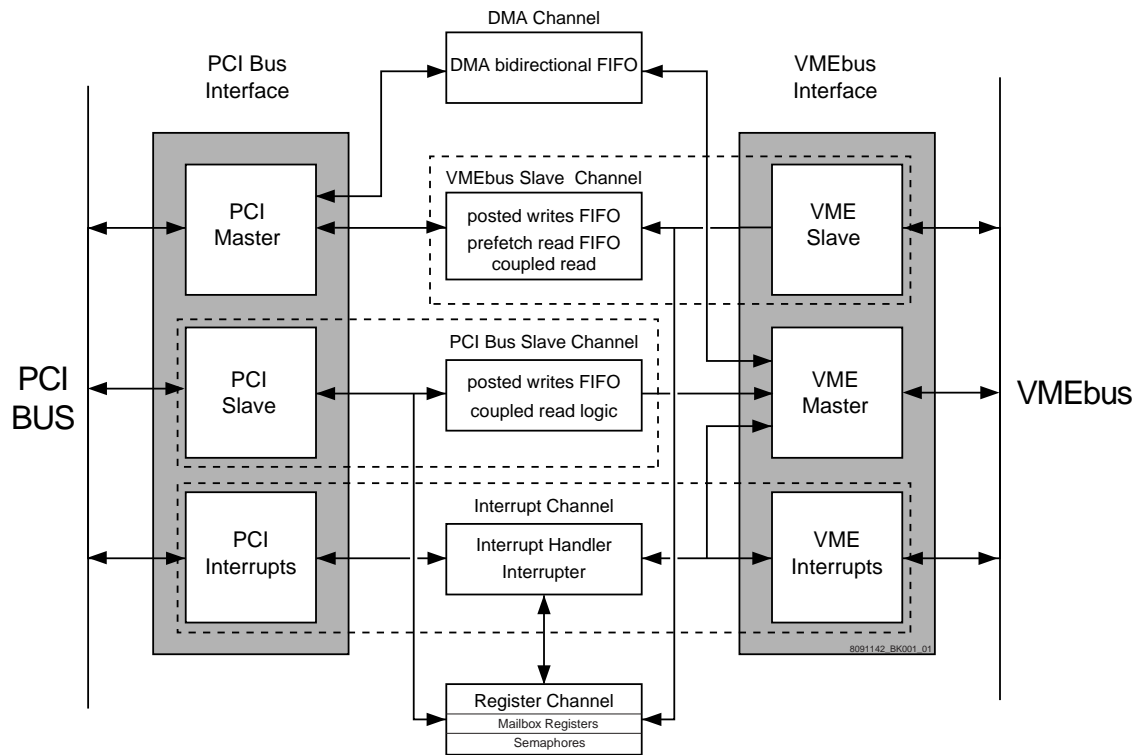 DMA Channel
DMA bidirectional FIFO
PCI Bus
Interface
VMEbus
Interface
PCI
Master
VMEbus Slave Channel
posted writes FIFO
prefetch read FIFO
coupled read
VME
Slave
PCI
BUS
PCI
Slave
PCI Bus Slave Channel
posted writes FIFO
coupled read logic
VME
Master
VMEbus
PCI
Interrupts
Interrupt Channel
Interrupt Handler
Interrupter
VME
Interrupts
8091142_BK001_01
Register Channel
Mailbox Registers
Semaphores